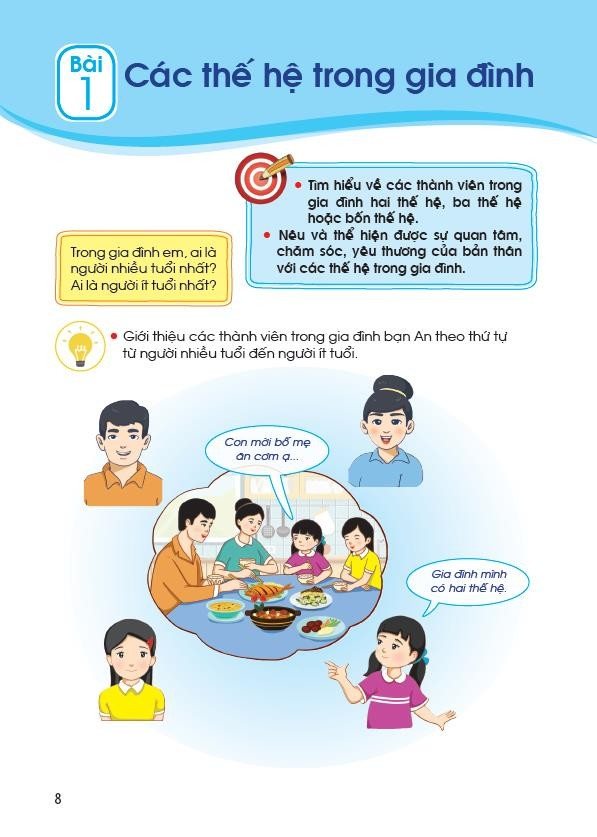 Bài
1
Các thế hệ trong gia đình
• Tìm hiểu về các thành viên trong
gia đình hai thế hệ, ba thế hệ
hoặc bốn thế hệ.
• Nêu và thể hiện được sự quan tâm,
chăm sóc, yêu thương của bản thân
với các thế hệ trong gia đình.
Trong gia đình em, ai là
người nhiều tuổi nhất?
Ai là người ít tuổi nhất?
• Giới thiệu các thành viên trong gia đình bạn An theo thứ tự
từ người nhiều tuổi đến người ít tuổi.
Con mời bố mẹ
ăn cơm ạ...
Gia đình mình
có hai thế hệ.
8